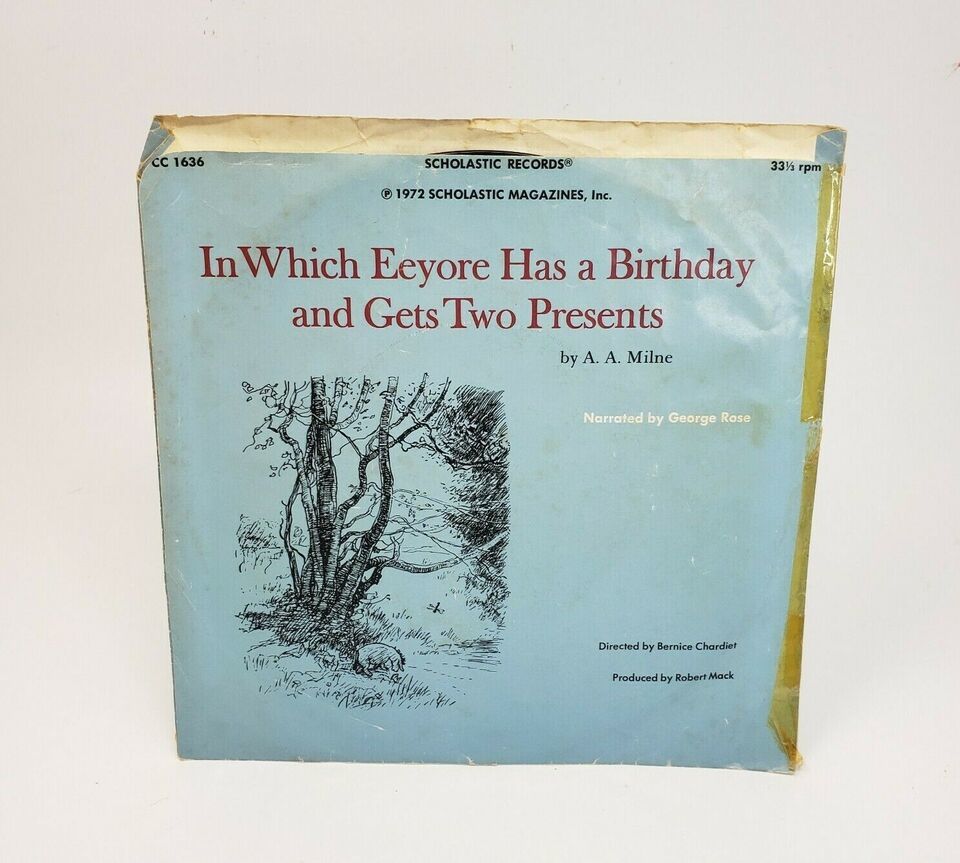 CC 1636 SCHOLASTIC RECORDS® 33⅓ rpm
℗ 1972 SCHOLASTIC MAGAZINES, Inc.
In Which Eeyore Has a Birthday
and Gets Two Presents
by A. A. Milne
Narrated by George Rose
Directed by Bernice Chardiet
Produced by Robert Mack